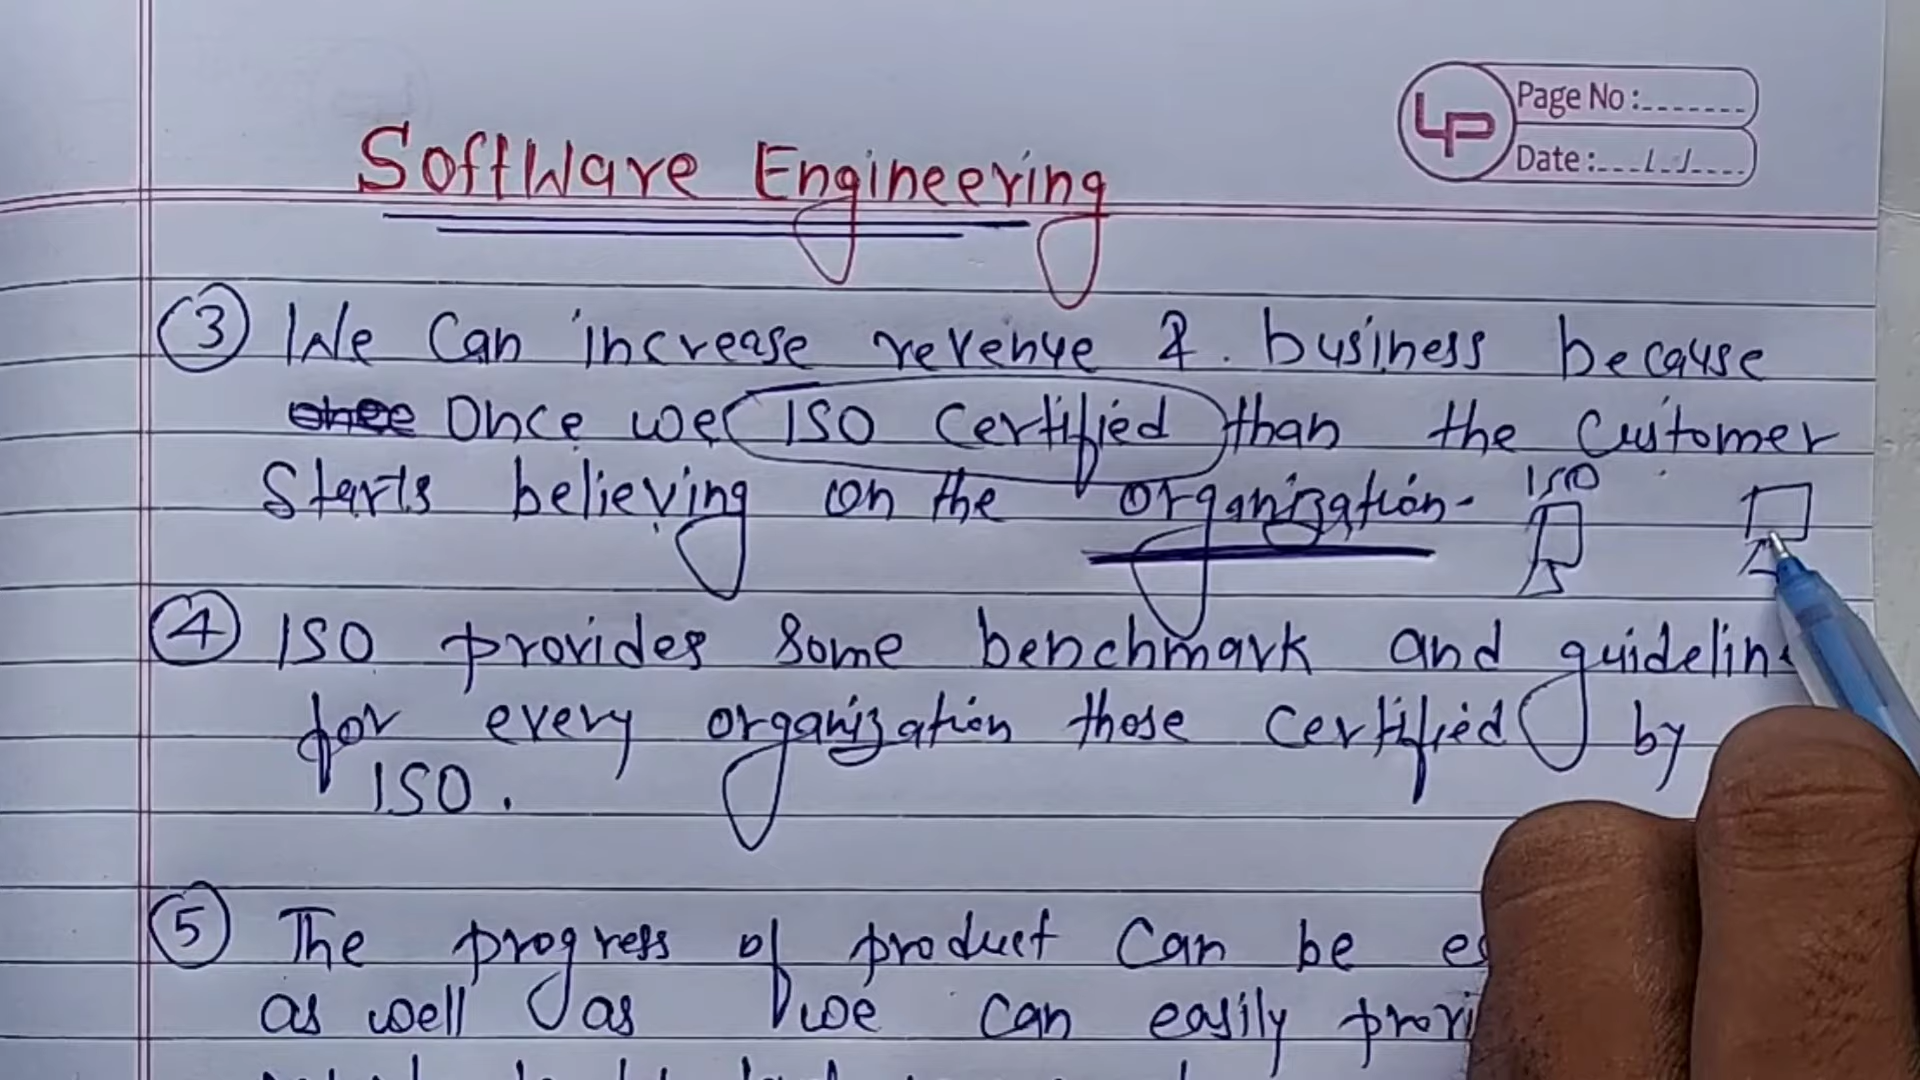 LP
Page No :
Date :
Software Engineering
3 We Can increase revenue & business because
Once we ISO Certified than the Customer
Starts believing on the organization.
ISO
4 ISO provides some benchmark and
for every organization those certified by
ISO.
5 The progress of product Can be
as well as we can easily